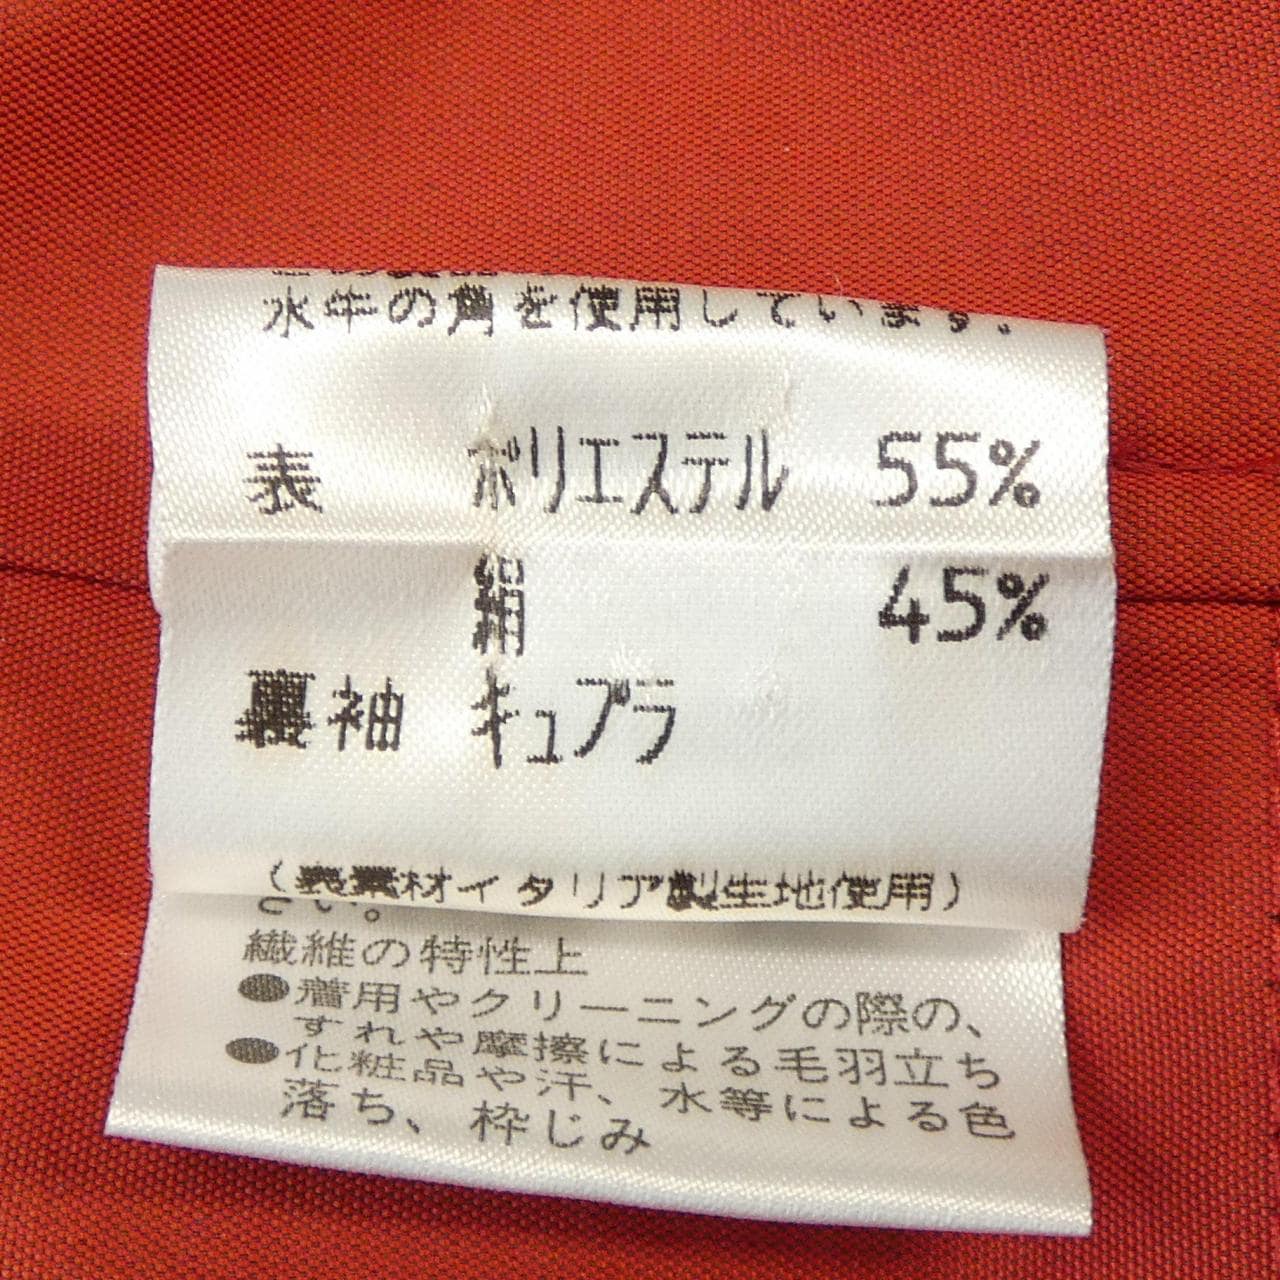 水牛の角を使用しています。
表 ポリエステル 55%
絹 45%
裏袖 キュプラ
(表素材イタリア製生地使用)
さい。
繊維の特性上
●着用やクリーニングの際の、
すれや摩擦による毛羽立ち
●化粧品や汗、水等による色
落ち、枠じみ